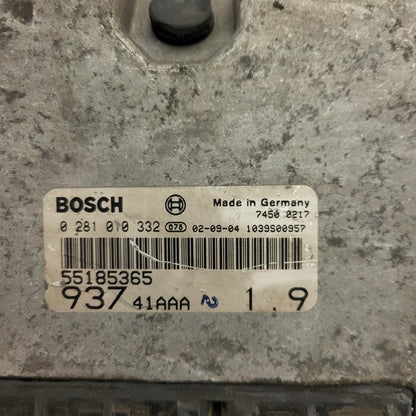 BOSCH Made in Germany
7450 0217
0 281 010 332 078 02-09-04 1039S00957
55185365
937 41AAA 1.9